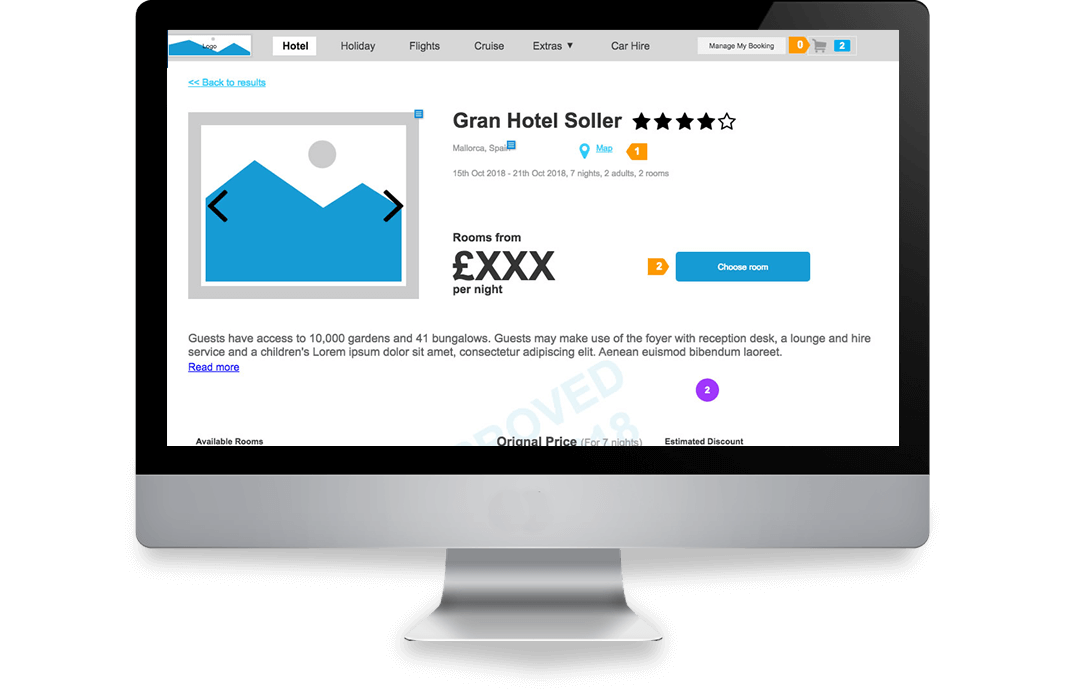 Logo
Hotel
Holiday
Flights
Cruise
Extras ▼
Car Hire
Manage My Booking
0
2
<< Back to results
Gran Hotel Soller
Mallorca, Spain
Map
1
15th Oct 2018 - 21th Oct 2018, 7 nights, 2 adults, 2 rooms
Rooms from
£XXX
per night
2
Choose room
Guests have access to 10,000 gardens and 41 bungalows. Guests may make use of the foyer with reception desk, a lounge and hire
service and a children's Lorem ipsum dolor sit amet, consectetur adipiscing elit. Aenean euismod bibendum laoreet.
Read more
2
Available Rooms
Orignal Price (For 7 nights)
Estimated Discount